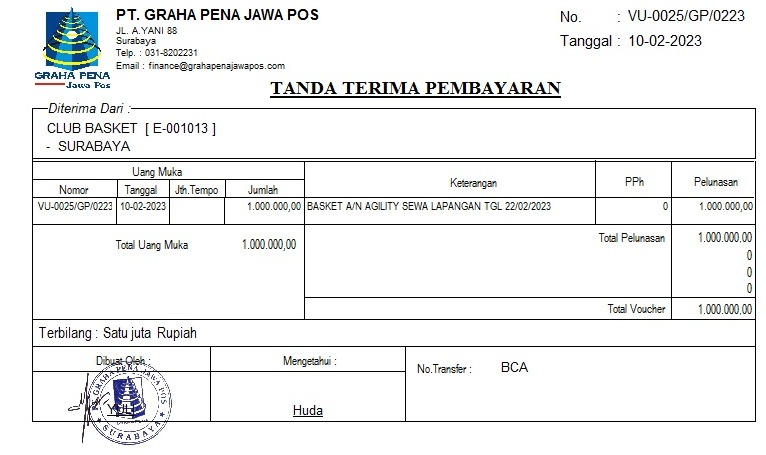 GRAHA PENA
Jawa Pos
PT. GRAHA PENA JAWA POS
JL. A.YANI 88
Surabaya
Telp. : 031-8202231
Email : finance@grahapenajawapos.com
No. : VU-0025/GP/0223
Tanggal : 10-02-2023
TANDA TERIMA PEMBAYARAN
Diterima Dari :
CLUB BASKET [ E-001013 ]
- SURABAYA
Uang Muka
Nomor Tanggal Jth.Tempo Jumlah Keterangan PPh Pelunasan
VU-0025/GP/0223 10-02-2023 1.000.000,00 BASKET A/N AGILITY SEWA LAPANGAN TGL 22/02/2023 0 1.000.000,00
Total Uang Muka 1.000.000,00
Total Pelunasan 1.000.000,00
0
0
0
Total Voucher 1.000.000,00
Terbilang : Satu juta Rupiah
Dibuat Oleh :
Mengetahui :
No.Transfer : BCA
PT. GRAHA PENA JAWA POS
SURABAYA
Huda